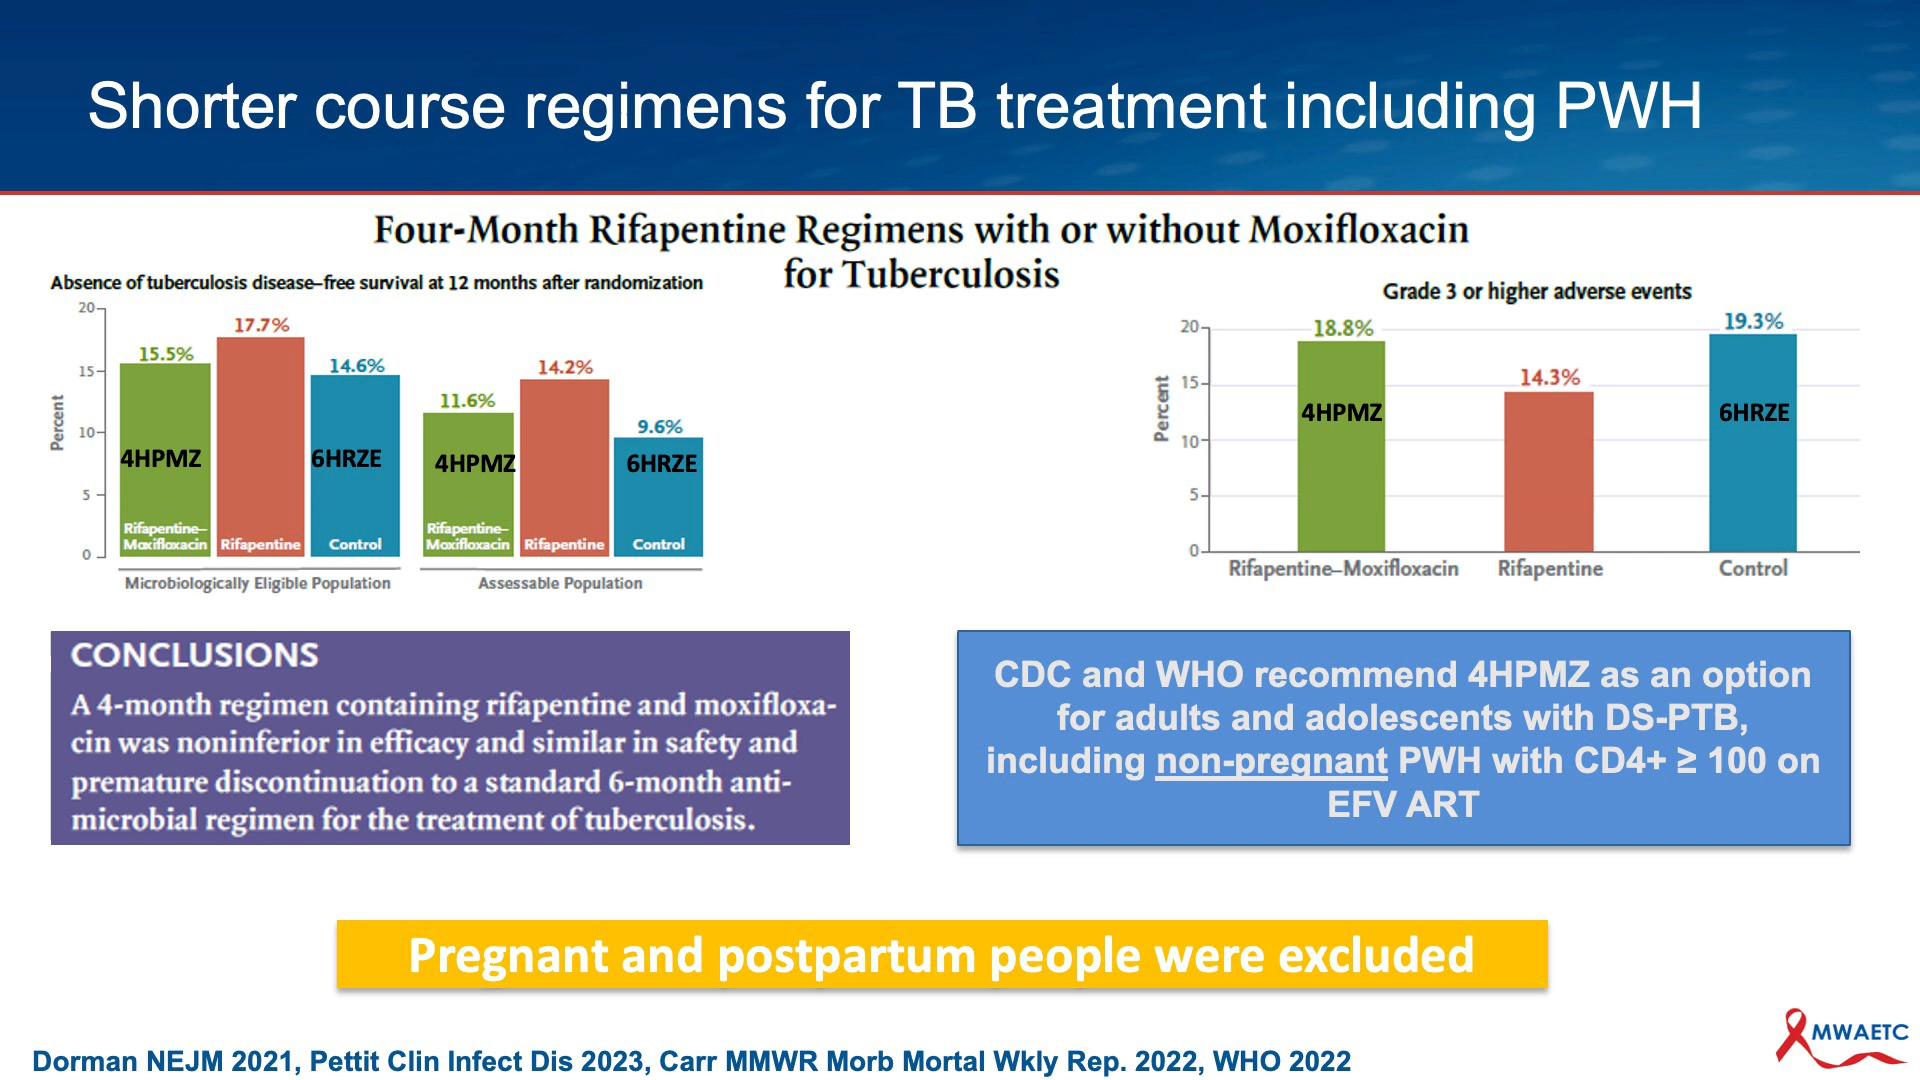 Shorter course regimens for TB treatment including PWH
Four-Month Rifapentine Regimens with or without Moxifloxacin
for Tuberculosis
Absence of tuberculosis disease–free survival at 12 months after randomization
Percent
20
15
10
5
0
15.5%
17.7%
14.6%
11.6%
14.2%
9.6%
4HPMZ
6HRZE
4HPMZ
6HRZE
Rifapentine–
Moxifloxacin
Rifapentine
Control
Rifapentine–
Moxifloxacin
Rifapentine
Control
Microbiologically Eligible Population
Assessable Population
Grade 3 or higher adverse events
Percent
20
15
10
5
0
18.8%
14.3%
19.3%
4HPMZ
6HRZE
Rifapentine–Moxifloxacin
Rifapentine
Control
CONCLUSIONS
A 4-month regimen containing rifapentine and moxifloxa-
cin was noninferior in efficacy and similar in safety and
premature discontinuation to a standard 6-month anti-
microbial regimen for the treatment of tuberculosis.
CDC and WHO recommend 4HPMZ as an option
for adults and adolescents with DS-PTB,
including non-pregnant PWH with CD4+ ≥ 100 on
EFV ART
Pregnant and postpartum people were excluded
MWAETC
Dorman NEJM 2021, Pettit Clin Infect Dis 2023, Carr MMWR Morb Mortal Wkly Rep. 2022, WHO 2022